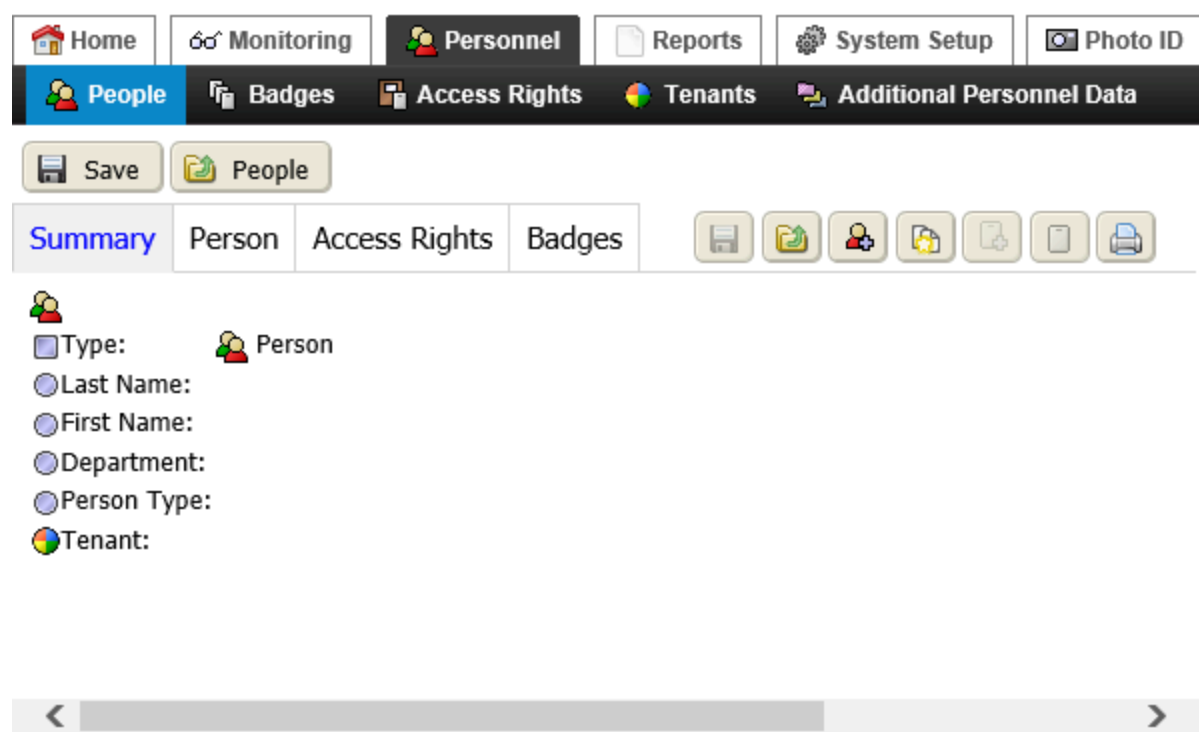 Home Monitoring Personnel Reports System Setup Photo ID
People Badges Access Rights Tenants Additional Personnel Data
Save People
Summary Person Access Rights Badges
Type: Person
Last Name:
First Name:
Department:
Person Type:
Tenant: